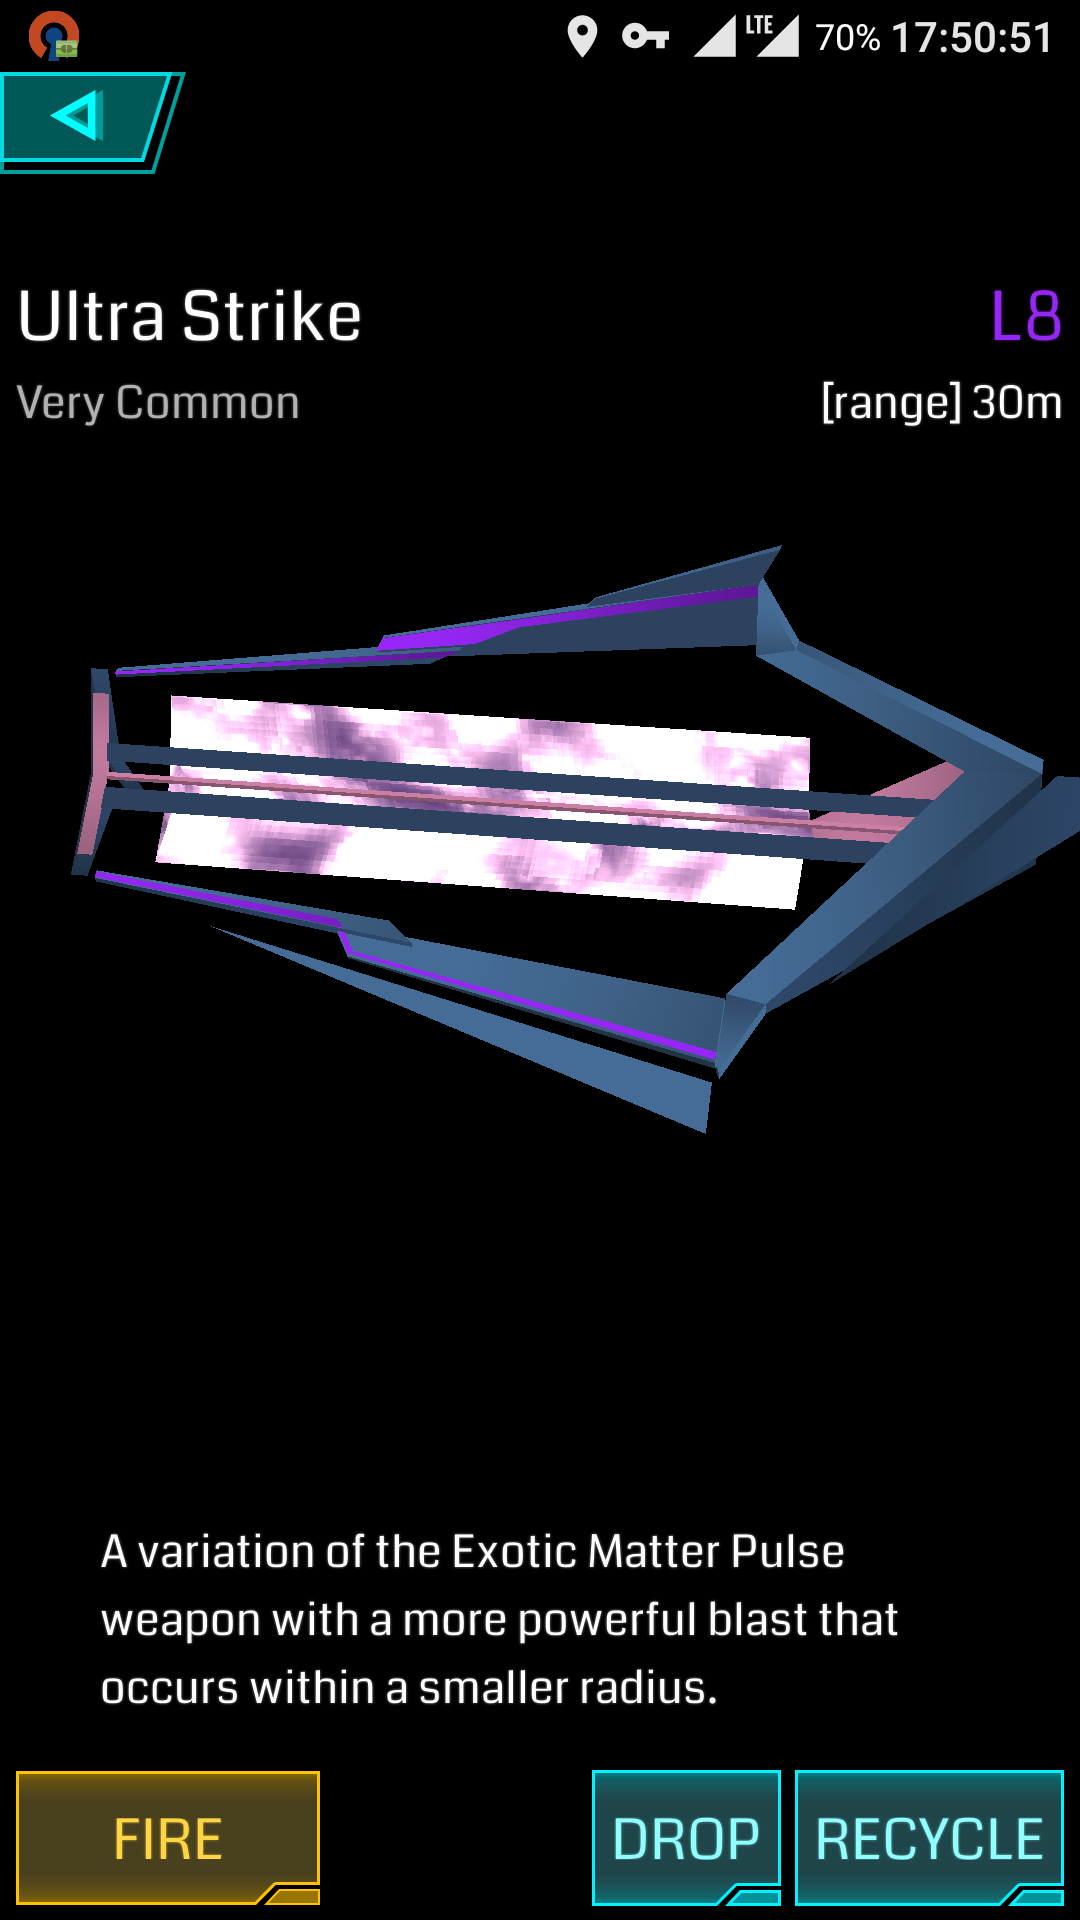 LTE 70% 17:50:51
Ultra Strike L8
Very Common [range] 30m
A variation of the Exotic Matter Pulse
weapon with a more powerful blast that
occurs within a smaller radius.
FIRE DROP RECYCLE